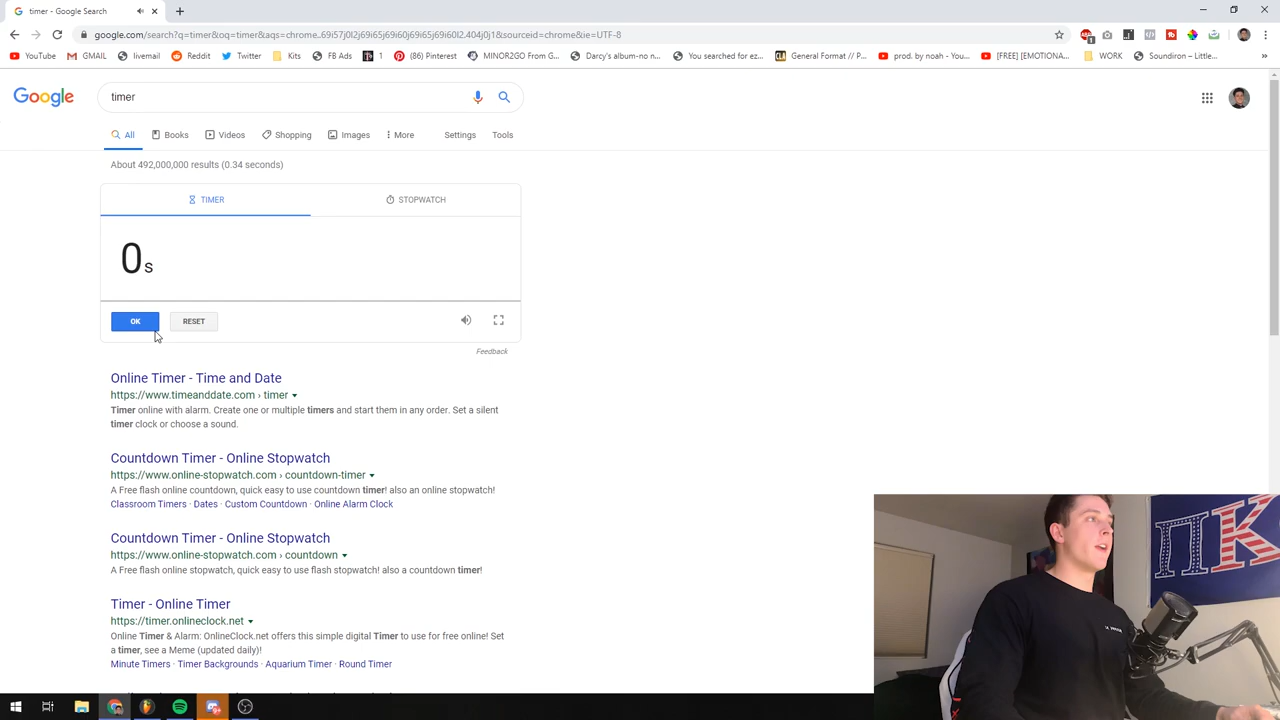 timer - Google Search
google.com/search?q=timer&oq=timer&aqs=chrome..69i57j0l2j69i65j69i60j69i65j69i60l2.404j0j1&sourceid=chrome&ie=UTF-8
YouTube GMAIL livemail Reddit Twitter Kits FB Ads 1 (86) Pinterest MINOR2GO From G... Darcy's album-no n... You searched for ez... General Format // P... prod. by noah - You... [FREE] [EMOTIONA... WORK Soundiron – Little... »
Google
timer
All Books Videos Shopping Images More Settings Tools
About 492,000,000 results (0.34 seconds)
TIMER STOPWATCH
0s
OK RESET
Feedback
Online Timer - Time and Date
https://www.timeanddate.com › timer
Timer online with alarm. Create one or multiple timers and start them in any order. Set a silent
timer clock or choose a sound.
Countdown Timer - Online Stopwatch
https://www.online-stopwatch.com › countdown-timer
A Free flash online countdown, quick easy to use countdown timer! also an online stopwatch!
Classroom Timers · Dates · Custom Countdown · Online Alarm Clock
Countdown Timer - Online Stopwatch
https://www.online-stopwatch.com › countdown
A Free flash online stopwatch, quick easy to use flash stopwatch! also a countdown timer!
Timer - Online Timer
https://timer.onlineclock.net
Online Timer & Alarm: OnlineClock.net offers this simple digital Timer to use for free online! Set
a timer, see a Meme (updated daily)!
Minute Timers · Timer Backgrounds · Aquarium Timer · Round Timer
ΠΚ